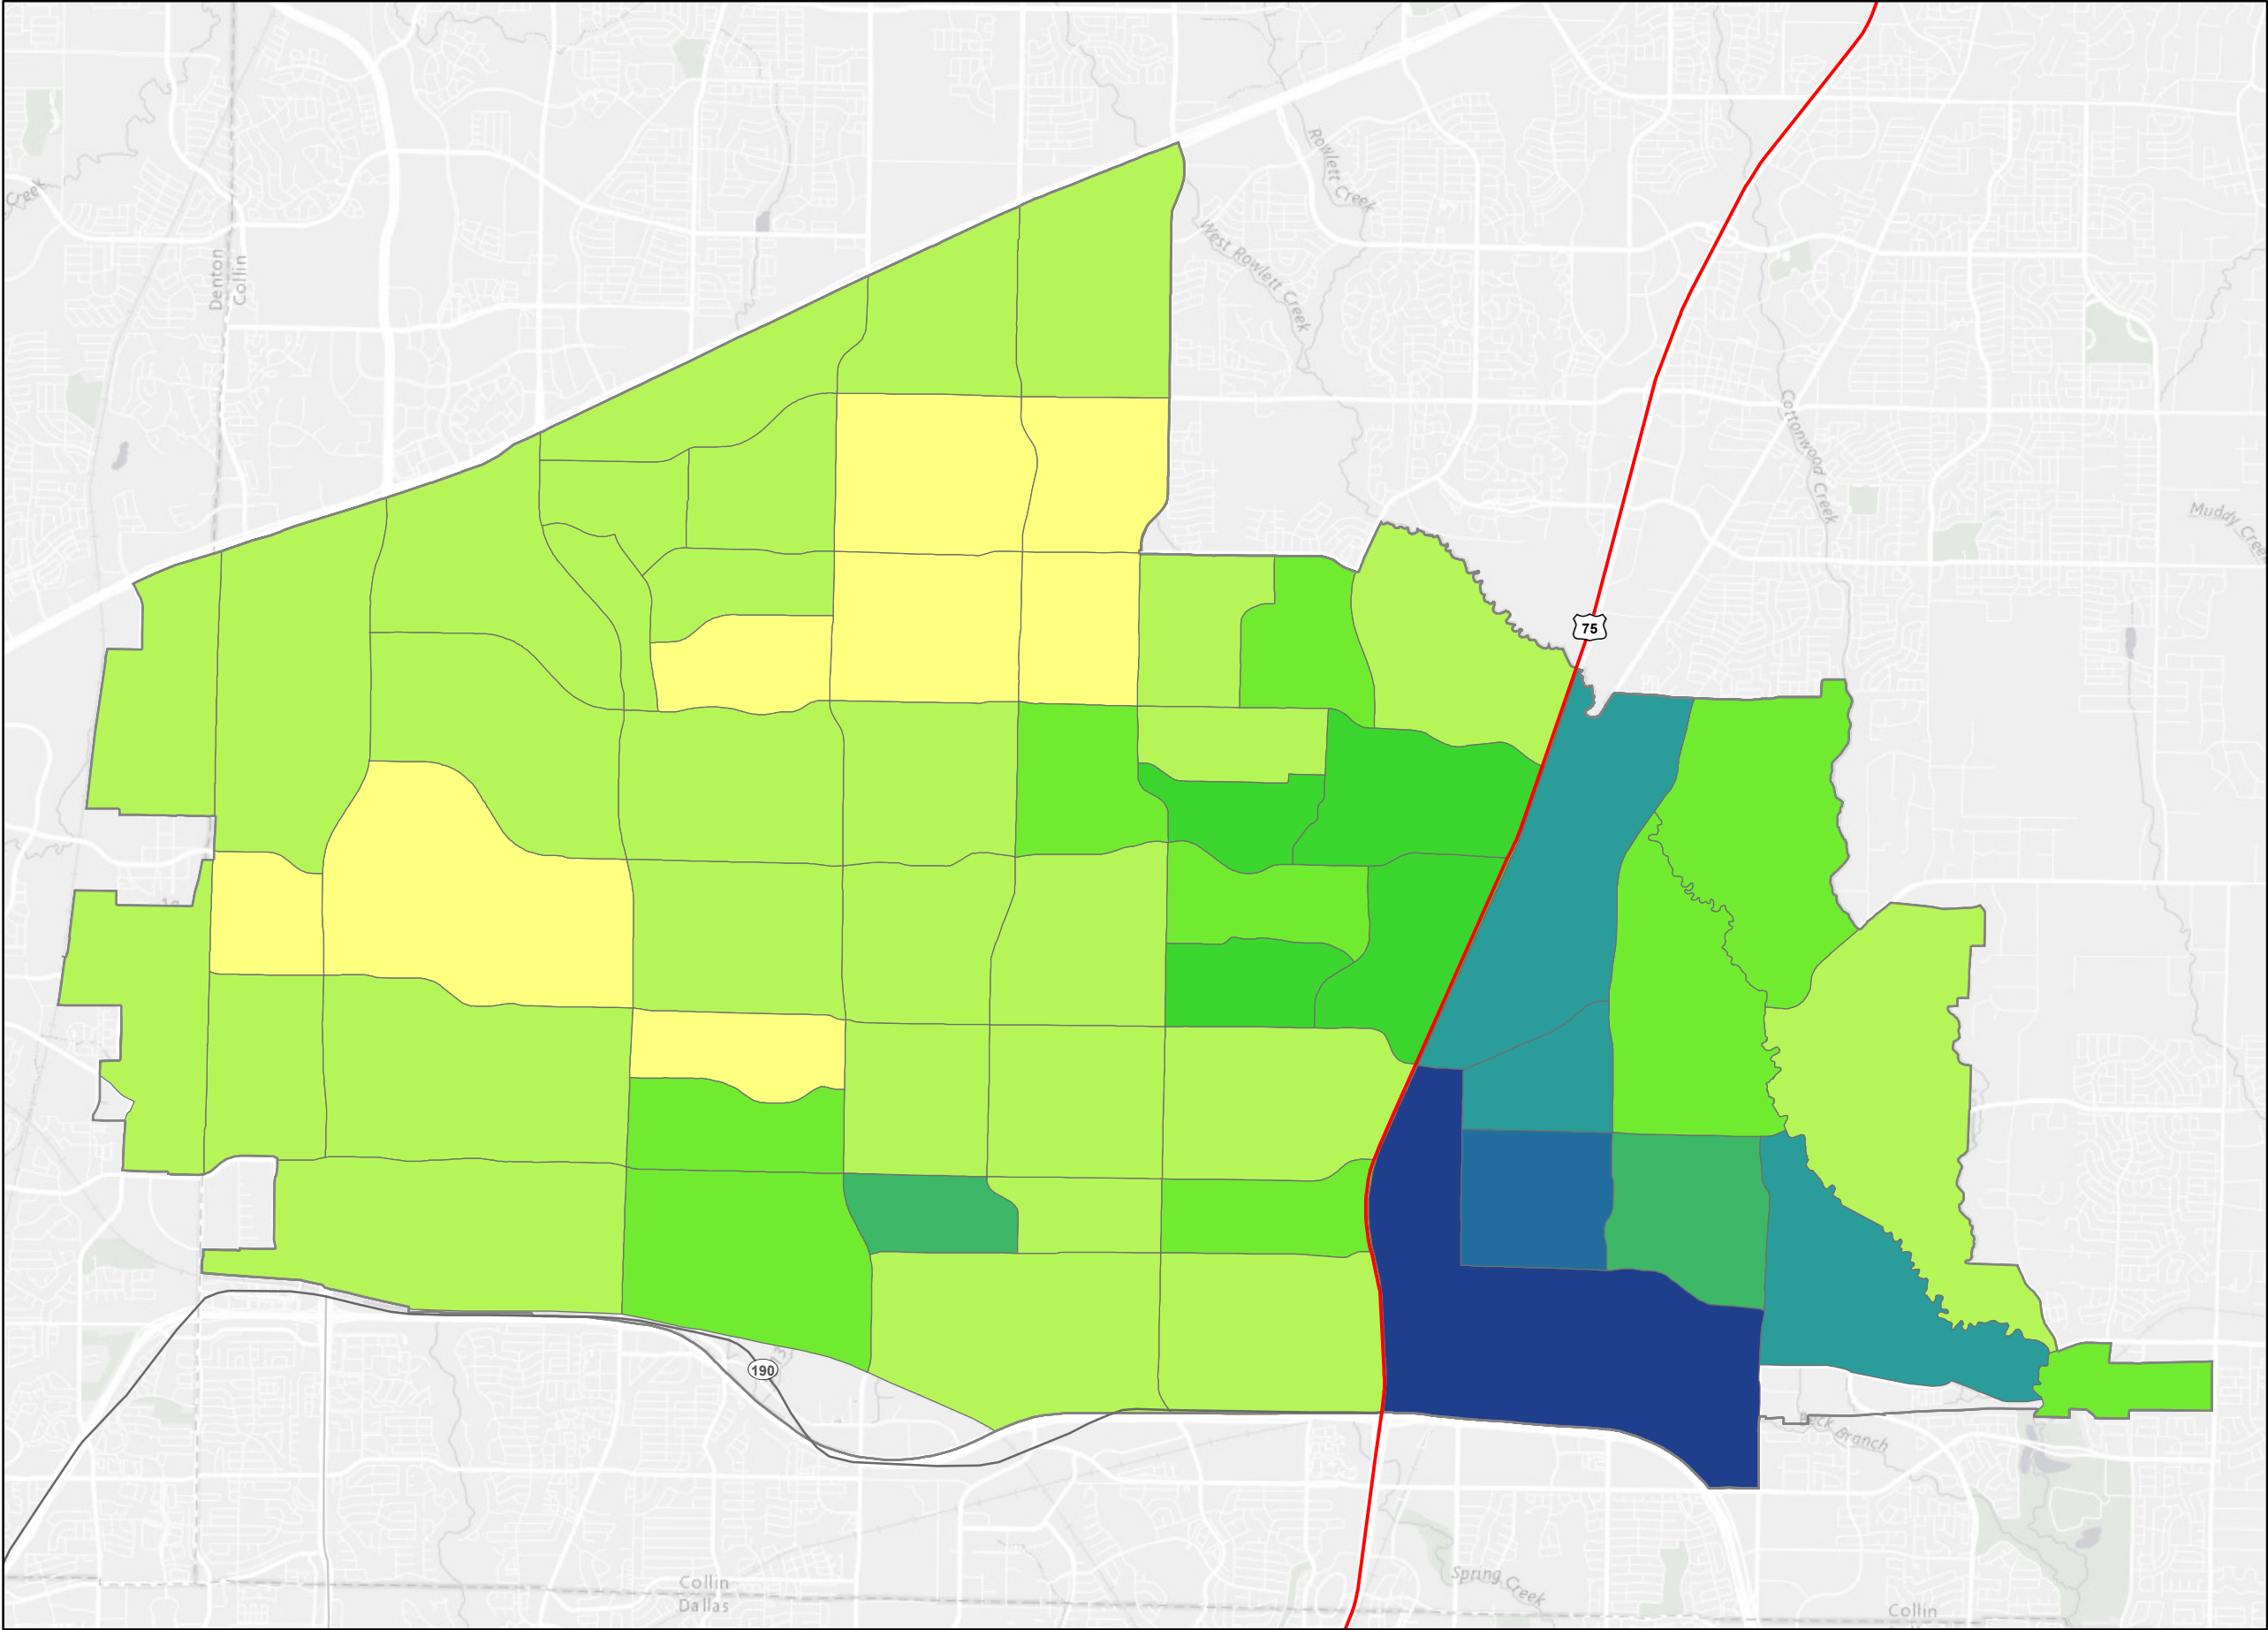 Creek
Rowlett Creek
West Rowlett Creek
Denton
Collin
Cottonwood Creek
Muddy Cree
75
190
Beck Branch
Spring Creek
Collin
Dallas
Collin